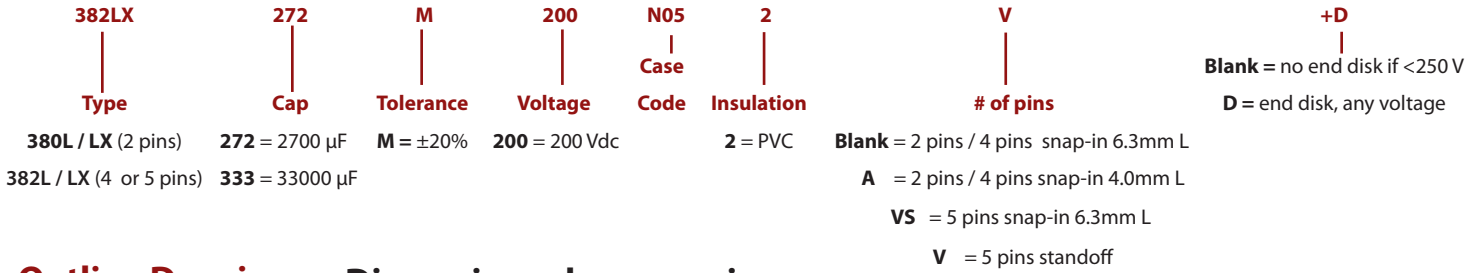 382LX 272 M 200 N05 2 V +D
Case
Blank = no end disk if <250 V
Type Cap Tolerance Voltage Code Insulation # of pins
D = end disk, any voltage
380L / LX (2 pins) 272 = 2700 µF M = ±20% 200 = 200 Vdc 2 = PVC Blank = 2 pins / 4 pins snap-in 6.3mm L
382L / LX (4 or 5 pins) 333 = 33000 µF A = 2 pins / 4 pins snap-in 4.0mm L
VS = 5 pins snap-in 6.3mm L
V = 5 pins standoff